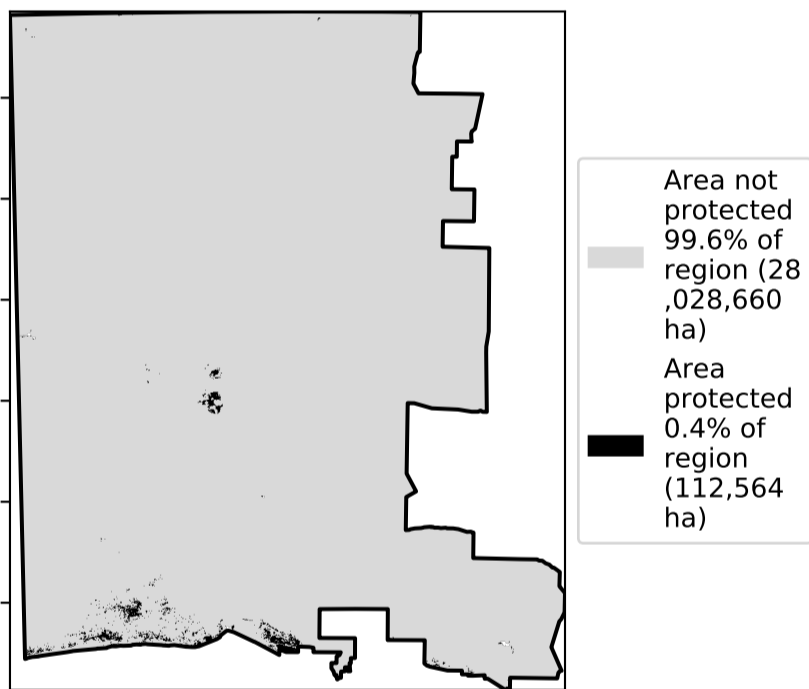 Area not
protected
99.6% of
region (28
,028,660
ha)
Area
protected
0.4% of
region
(112,564
ha)